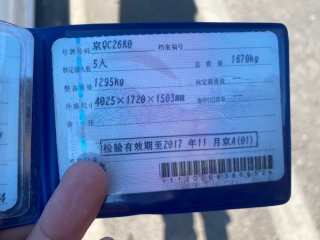 号牌号码 京QC26R0 档案编号
核定载人数 5人 总质量 1670kg
整备质量 1295kg 核定载质量
外廓尺寸 4025×1720×1503mm 准牵引总质量
备注
检验有效期至2017年11月京A(01)